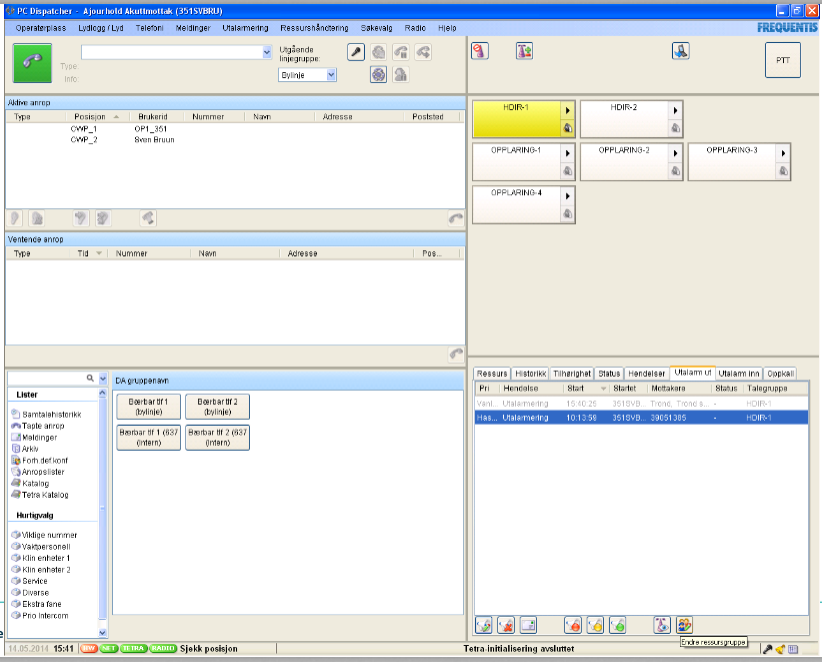 PC Dispatcher - Ajourhold Akuttmottak (351SVBRU)
Operatørplass Lydlogg / Lyd Telefoni Meldinger Utalarmering Ressurshåndtering Søkevalg Radio Hjelp
FREQUENTIS
Type:
Info:
Utgående linjegruppe:
Bylinje
PTT
Aktive anrop
Type Posisjon Brukerid Nummer Navn Adresse Poststed
CWP_1 OP1_351
CWP_2 Sven Bruun
Ventende anrop
Type Tid Nummer Navn Adresse Pos...
HDIR-1 HDIR-2
OPPLARING-1 OPPLARING-2 OPPLARING-3
OPPLARING-4
Lister
Samtalehistorikk
Tapte anrop
Meldinger
Arkiv
Forh.def.konf
Anropslister
Katalog
Tetra Katalog
Hurtigvalg
Viktige nummer
Vaktpersonell
Klin enheter 1
Klin enheter 2
Service
Diverse
Ekstra fane
Prio Intercom
DA gruppenavn
Bærbar tlf 1 (bylinje)
Bærbar tlf 2 (bylinje)
Bærbar tlf 1 (637 (intern)
Bærbar tlf 2 (637 (intern)
Ressurs Historikk Tilhørighet Status Hendelser Utalarm ut Utalarm inn Oppkall
Pri Hendelse Start Startet Mottakere Status Talegruppe
Vanl... Utalarmering 15:40:25 351SVB... Trond, Trond s... - HDIR-1
Has... Utalarmering 10:13:59 351SVB... 39051385 - HDIR-1
Endre ressursgruppe
e
14.05.2014 15:41 HW NET TETRA RADIO Sjekk posisjon
Tetra-initialisering avsluttet